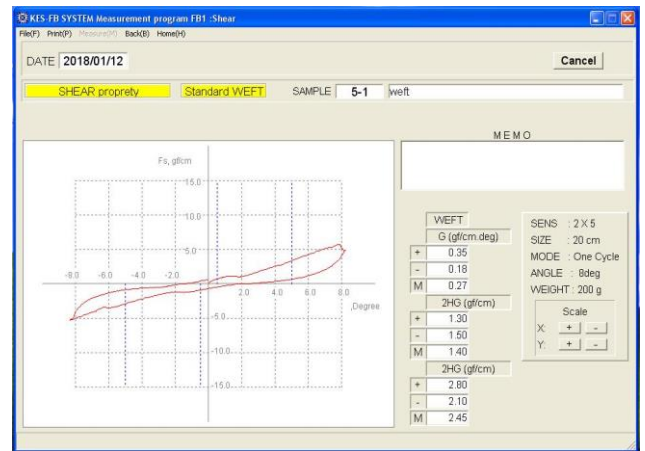 KES-FB SYSTEM Measurement program FB1 :Shear
File(F) Print(P) Measure(M) Back(B) Home(H)
DATE 2018/01/12 Cancel
SHEAR proprety Standard WEFT SAMPLE 5-1 weft
MEMO
Fs, gf/cm
15.0
10.0
5.0
-8.0 -6.0 -4.0 -2.0
2.0 4.0 6.0 8.0
,Degree
-5.0
-10.0
-15.0
WEFT
G (gf/cm.deg)
+ 0.35
- 0.18
M 0.27
2HG (gf/cm)
+ 1.30
- 1.50
M 1.40
2HG (gf/cm)
+ 2.80
- 2.10
M 2.45
SENS : 2 X 5
SIZE : 20 cm
MODE : One Cycle
ANGLE : 8deg
WEIGHT : 200 g
Scale
X: + -
Y: + -